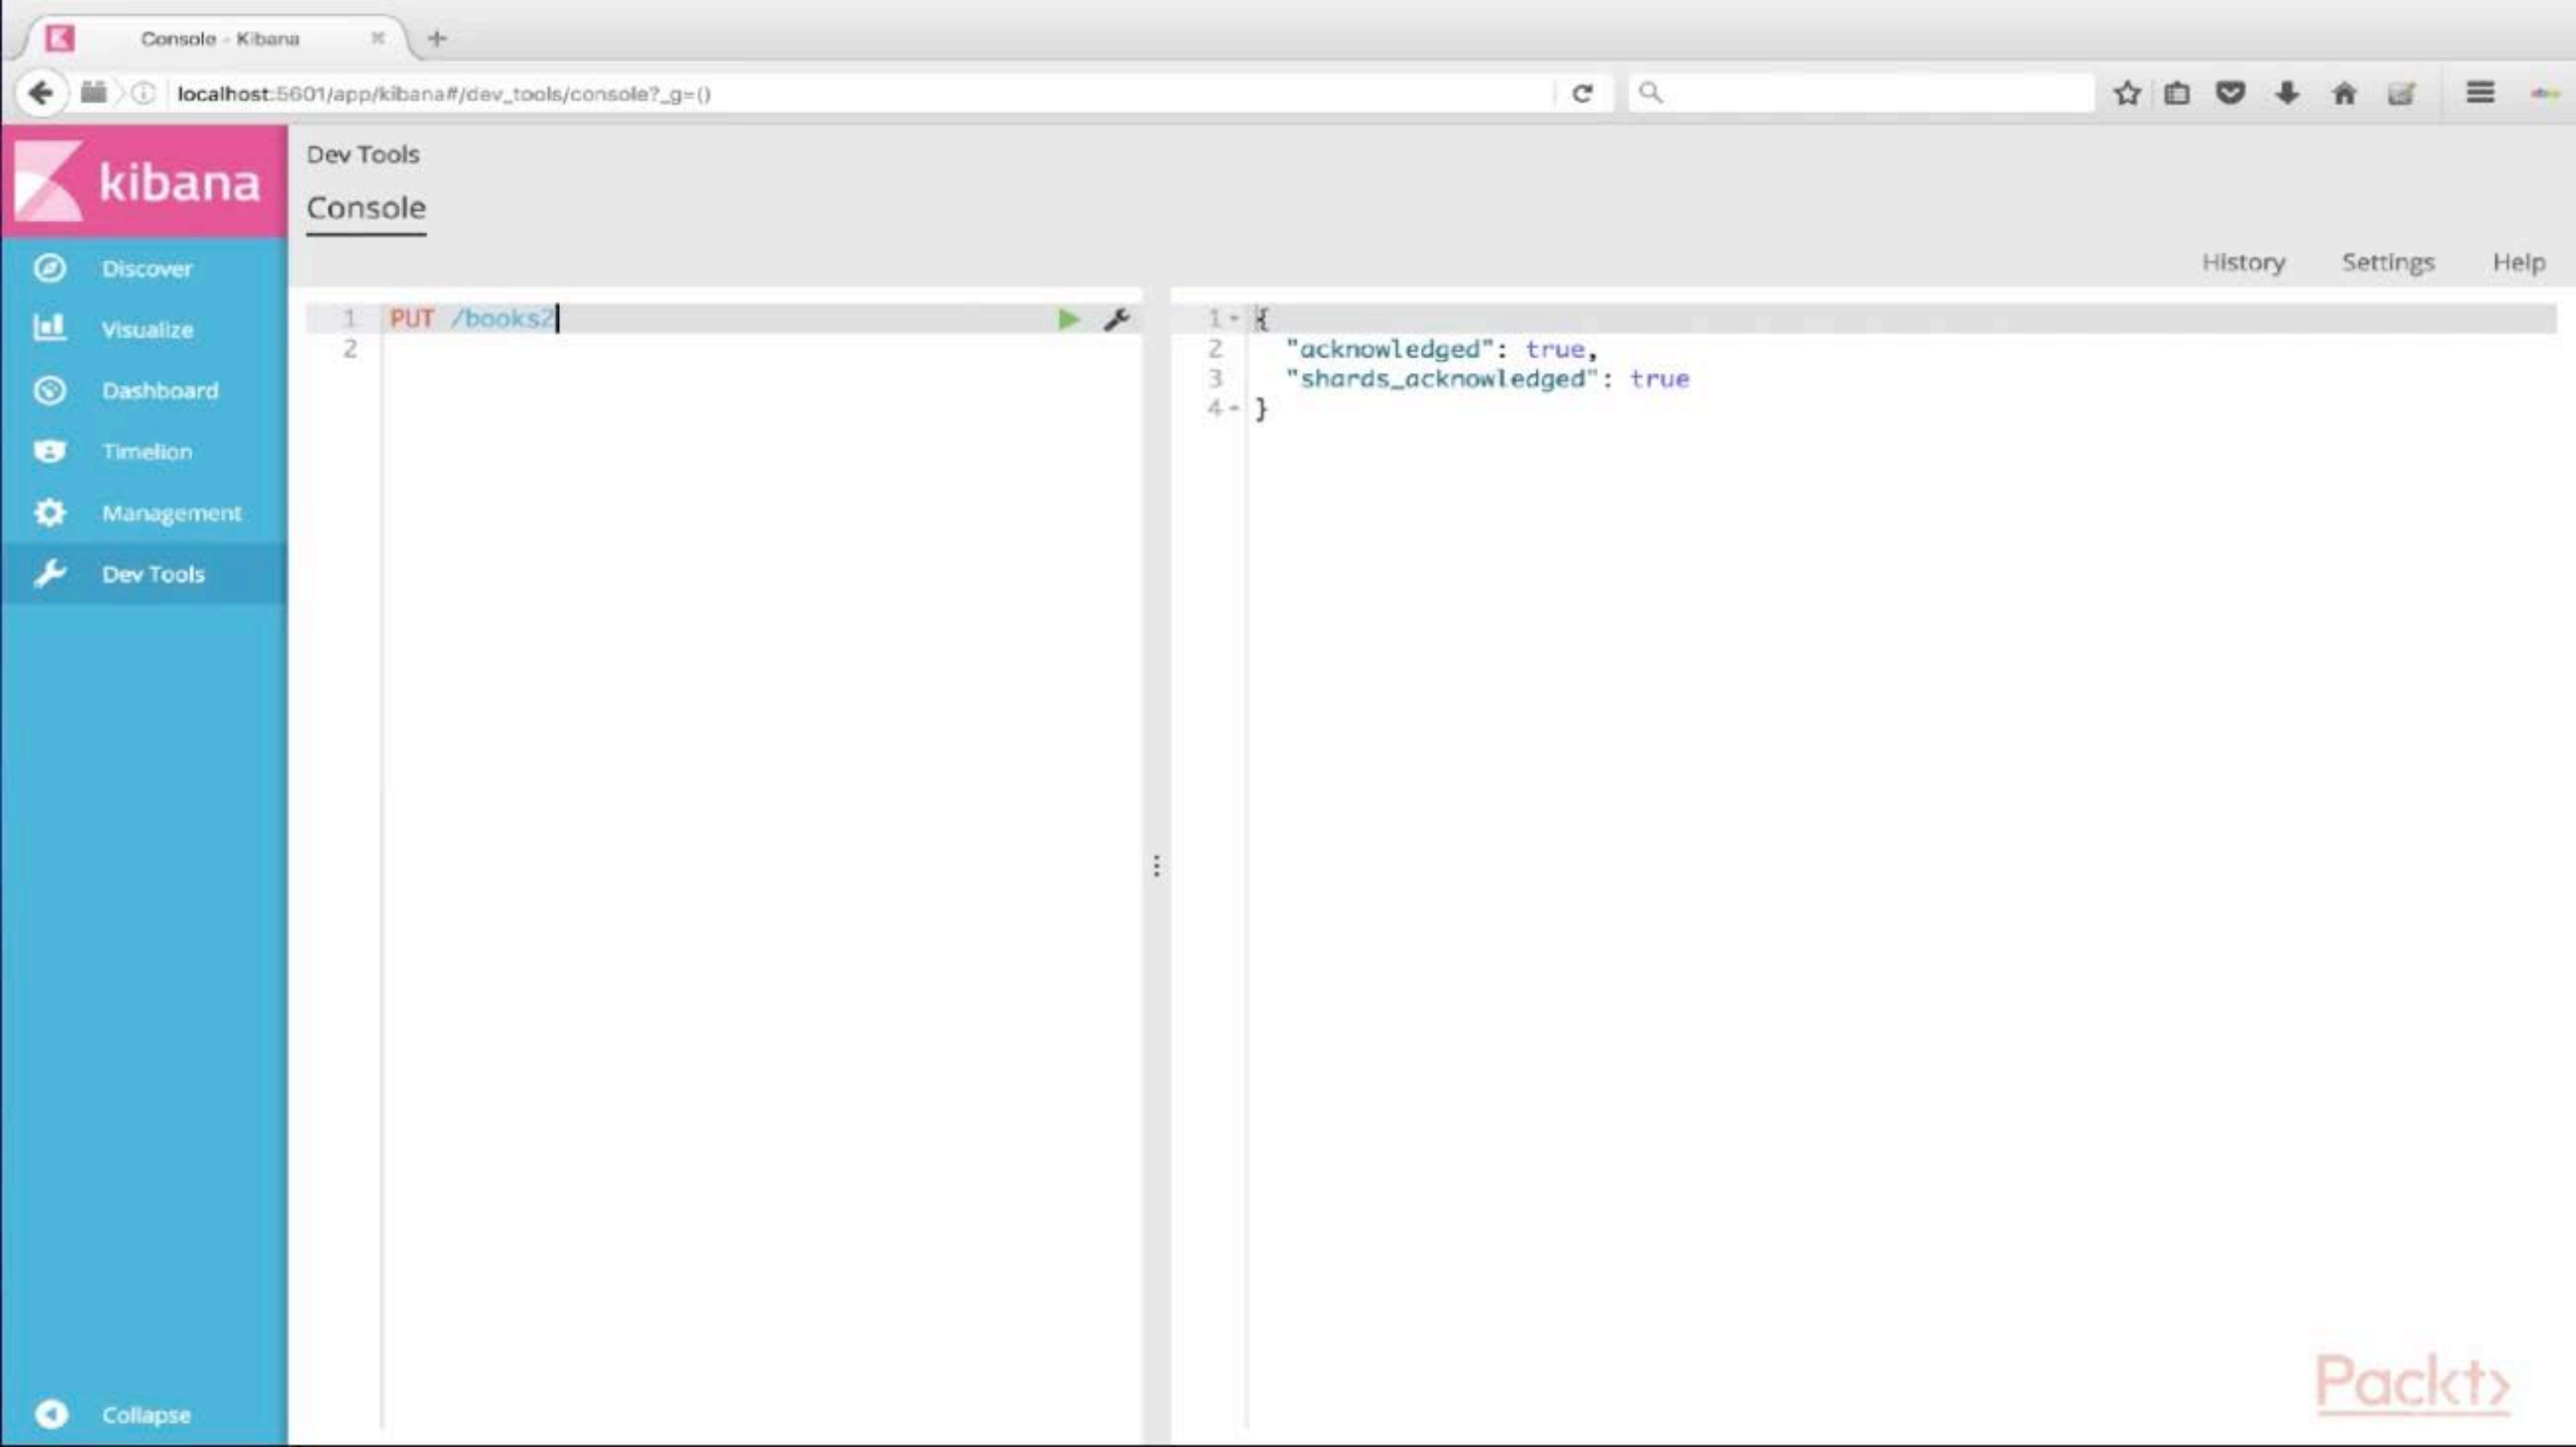 Console - Kibana
localhost:5601/app/kibana#/dev_tools/console?_g=()
kibana
Dev Tools
Console
Discover
Visualize
Dashboard
Timelion
Management
Dev Tools
Collapse
History Settings Help
1 PUT /books2
2
1 {
2 "acknowledged": true,
3 "shards_acknowledged": true
4 }
Packt>